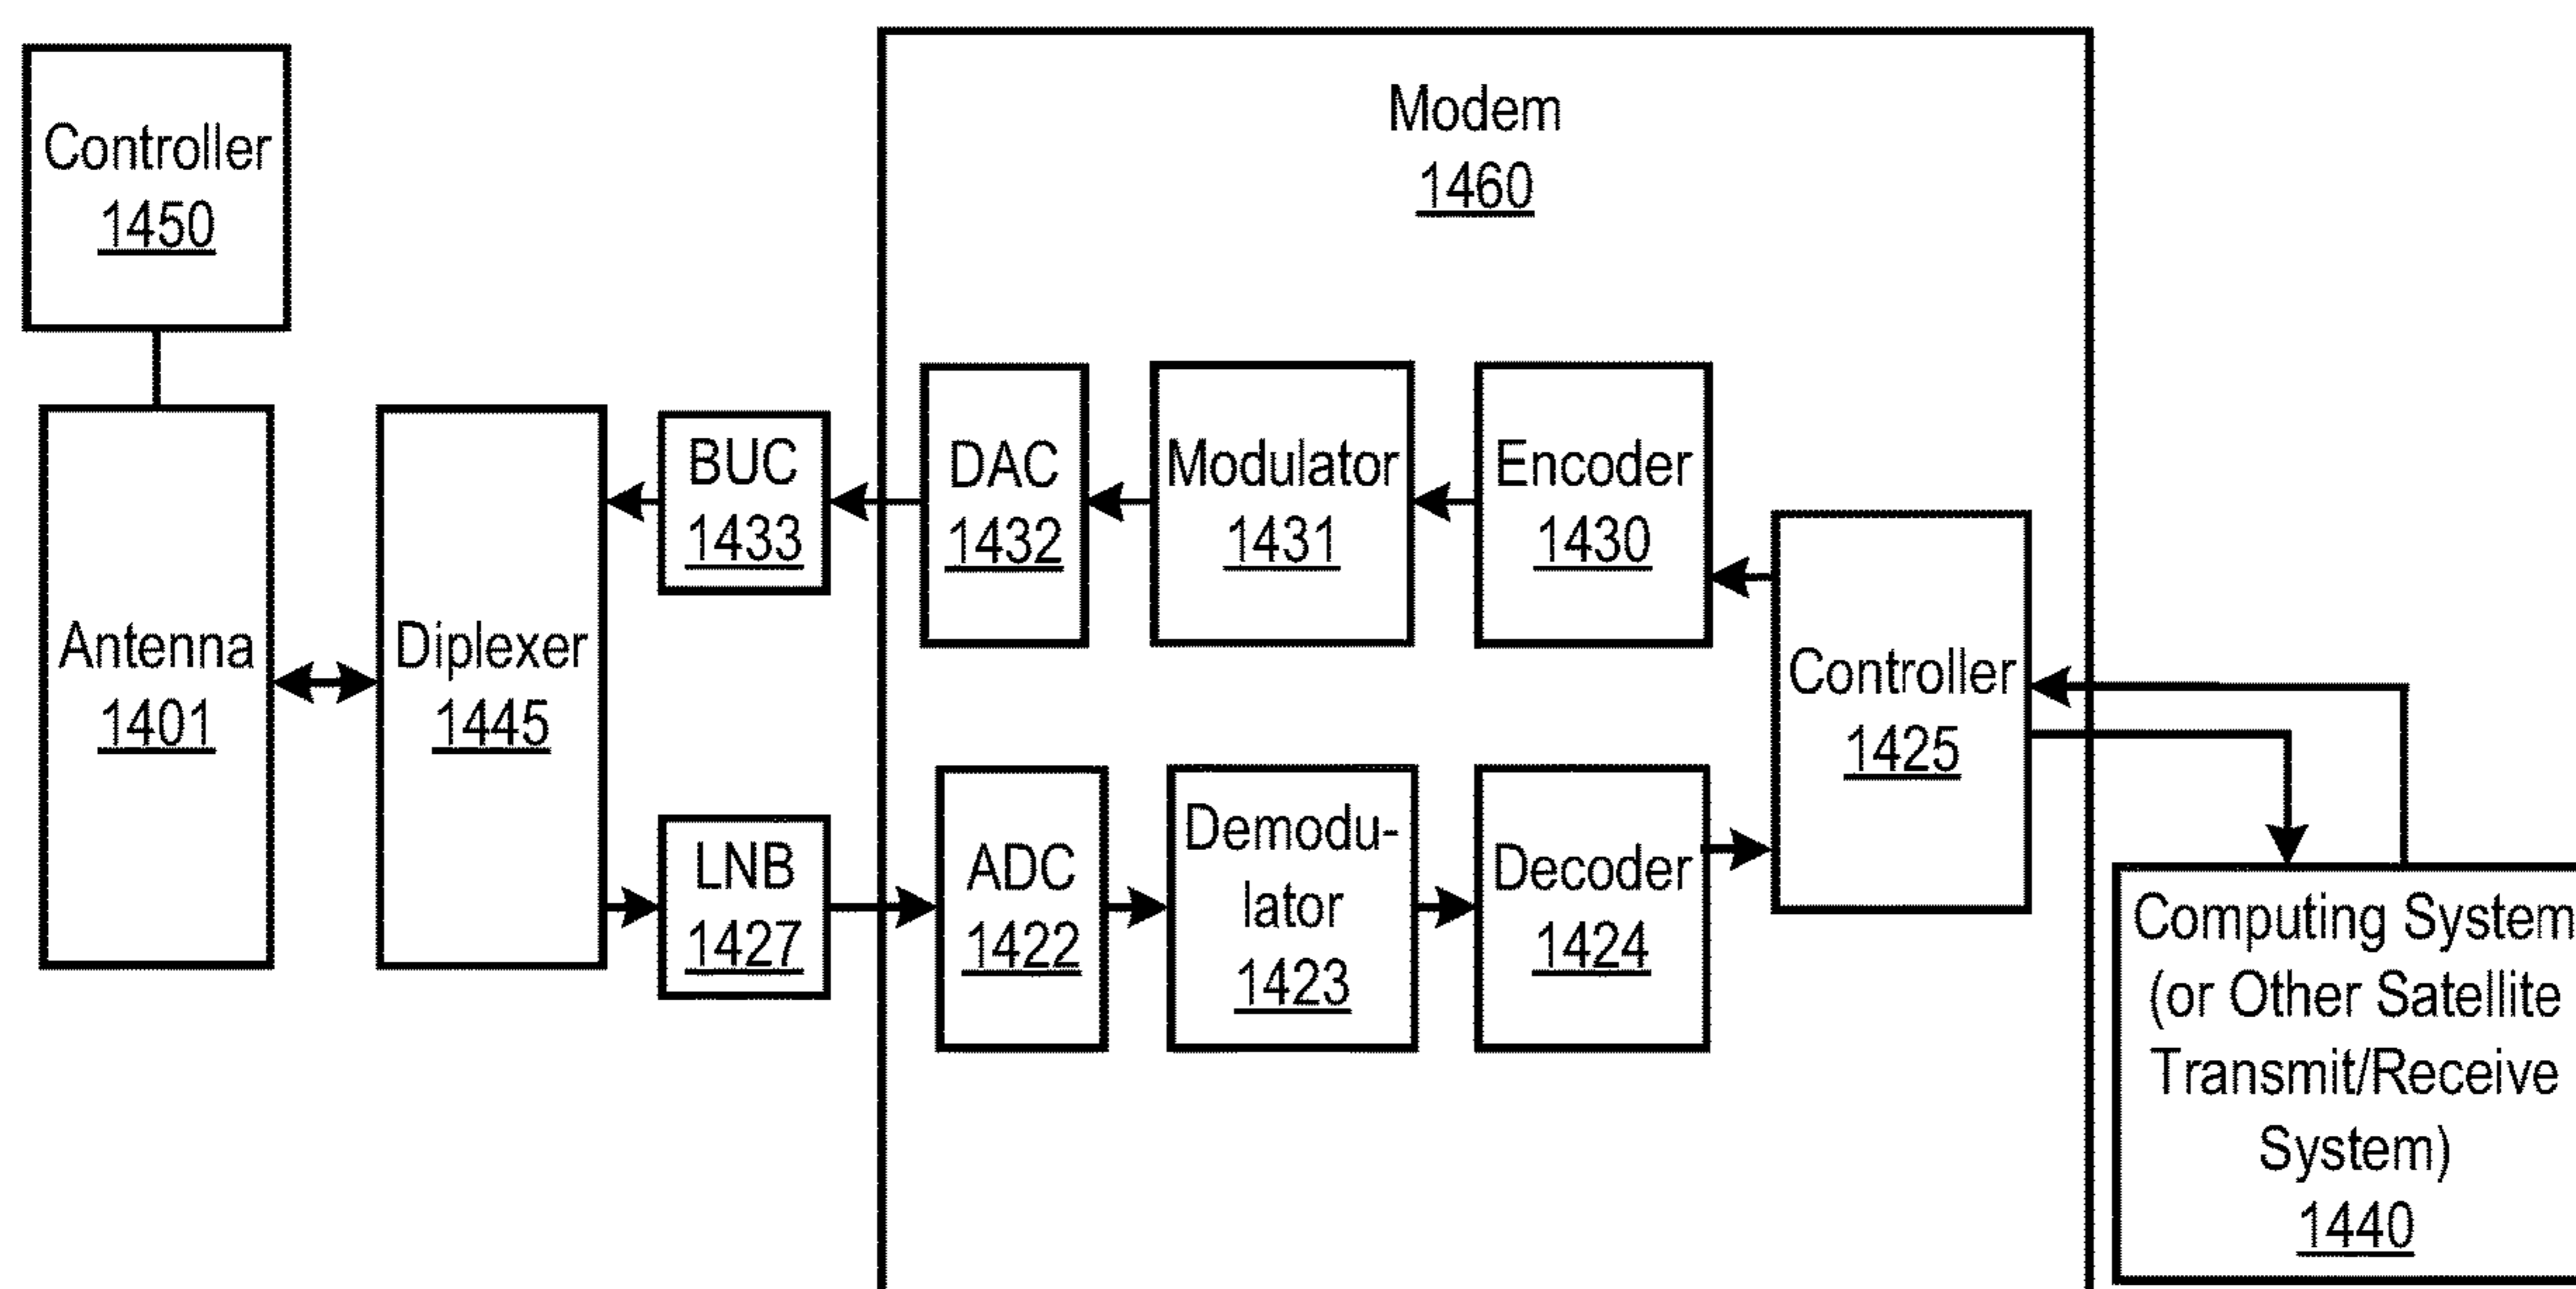 Controller
1450
Modem
1460
Antenna
1401
Diplexer
1445
BUC
1433
DAC
1432
Modulator
1431
Encoder
1430
Controller
1425
LNB
1427
ADC
1422
Demodu-
lator
1423
Decoder
1424
Computing System
(or Other Satellite
Transmit/Receive
System)
1440